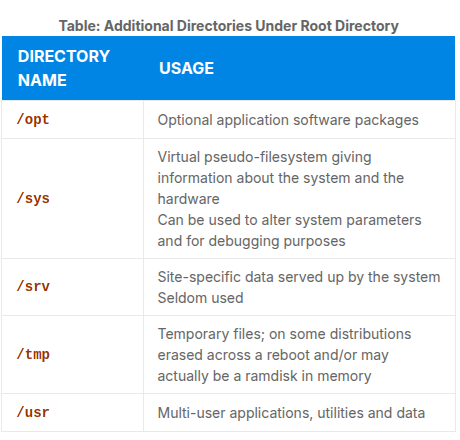 Table: Additional Directories Under Root Directory
DIRECTORY
NAME
USAGE
/opt
Optional application software packages
/sys
Virtual pseudo-filesystem giving
information about the system and the
hardware
Can be used to alter system parameters
and for debugging purposes
/srv
Site-specific data served up by the system
Seldom used
/tmp
Temporary files; on some distributions
erased across a reboot and/or may
actually be a ramdisk in memory
/usr
Multi-user applications, utilities and data